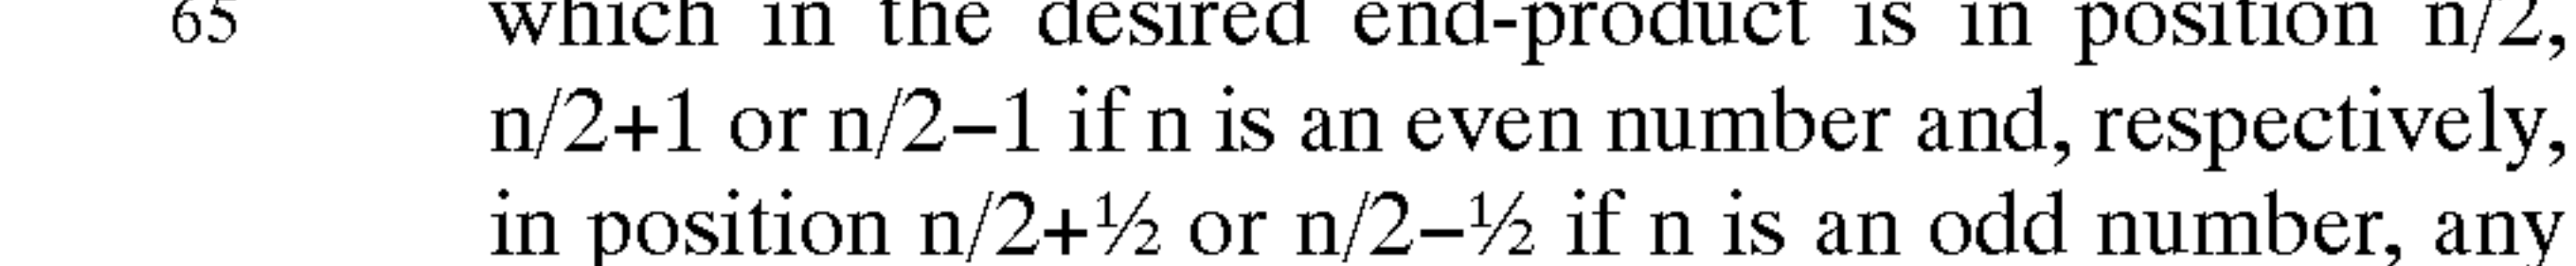 65 which in the desired end-product is in position n/2,
n/2+1 or n/2−1 if n is an even number and, respectively,
in position n/2+½ or n/2−½ if n is an odd number, any